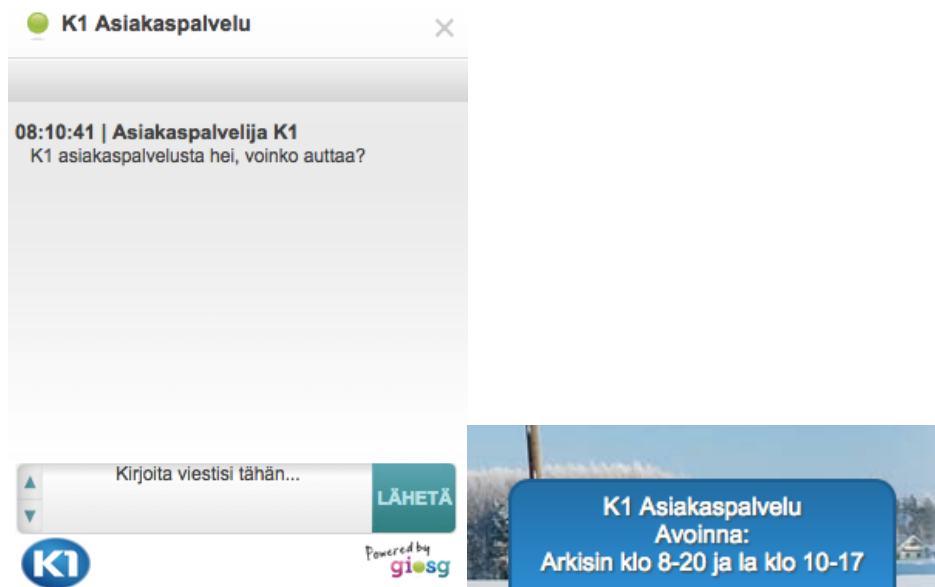 K1 Asiakaspalvelu
08:10:41 | Asiakaspalvelija K1
K1 asiakaspalvelusta hei, voinko auttaa?
Kirjoita viestisi tähän...
LÄHETÄ
K1
Powered by
giosg
K1 Asiakaspalvelu
Avoinna:
Arkisin klo 8-20 ja la klo 10-17